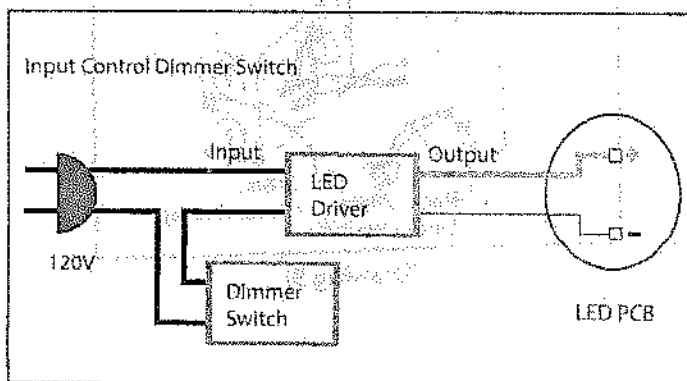 Input Control Dimmer Switch
Input
Output
LED
Driver
+
-
120V
Dimmer
Switch
LED PCB